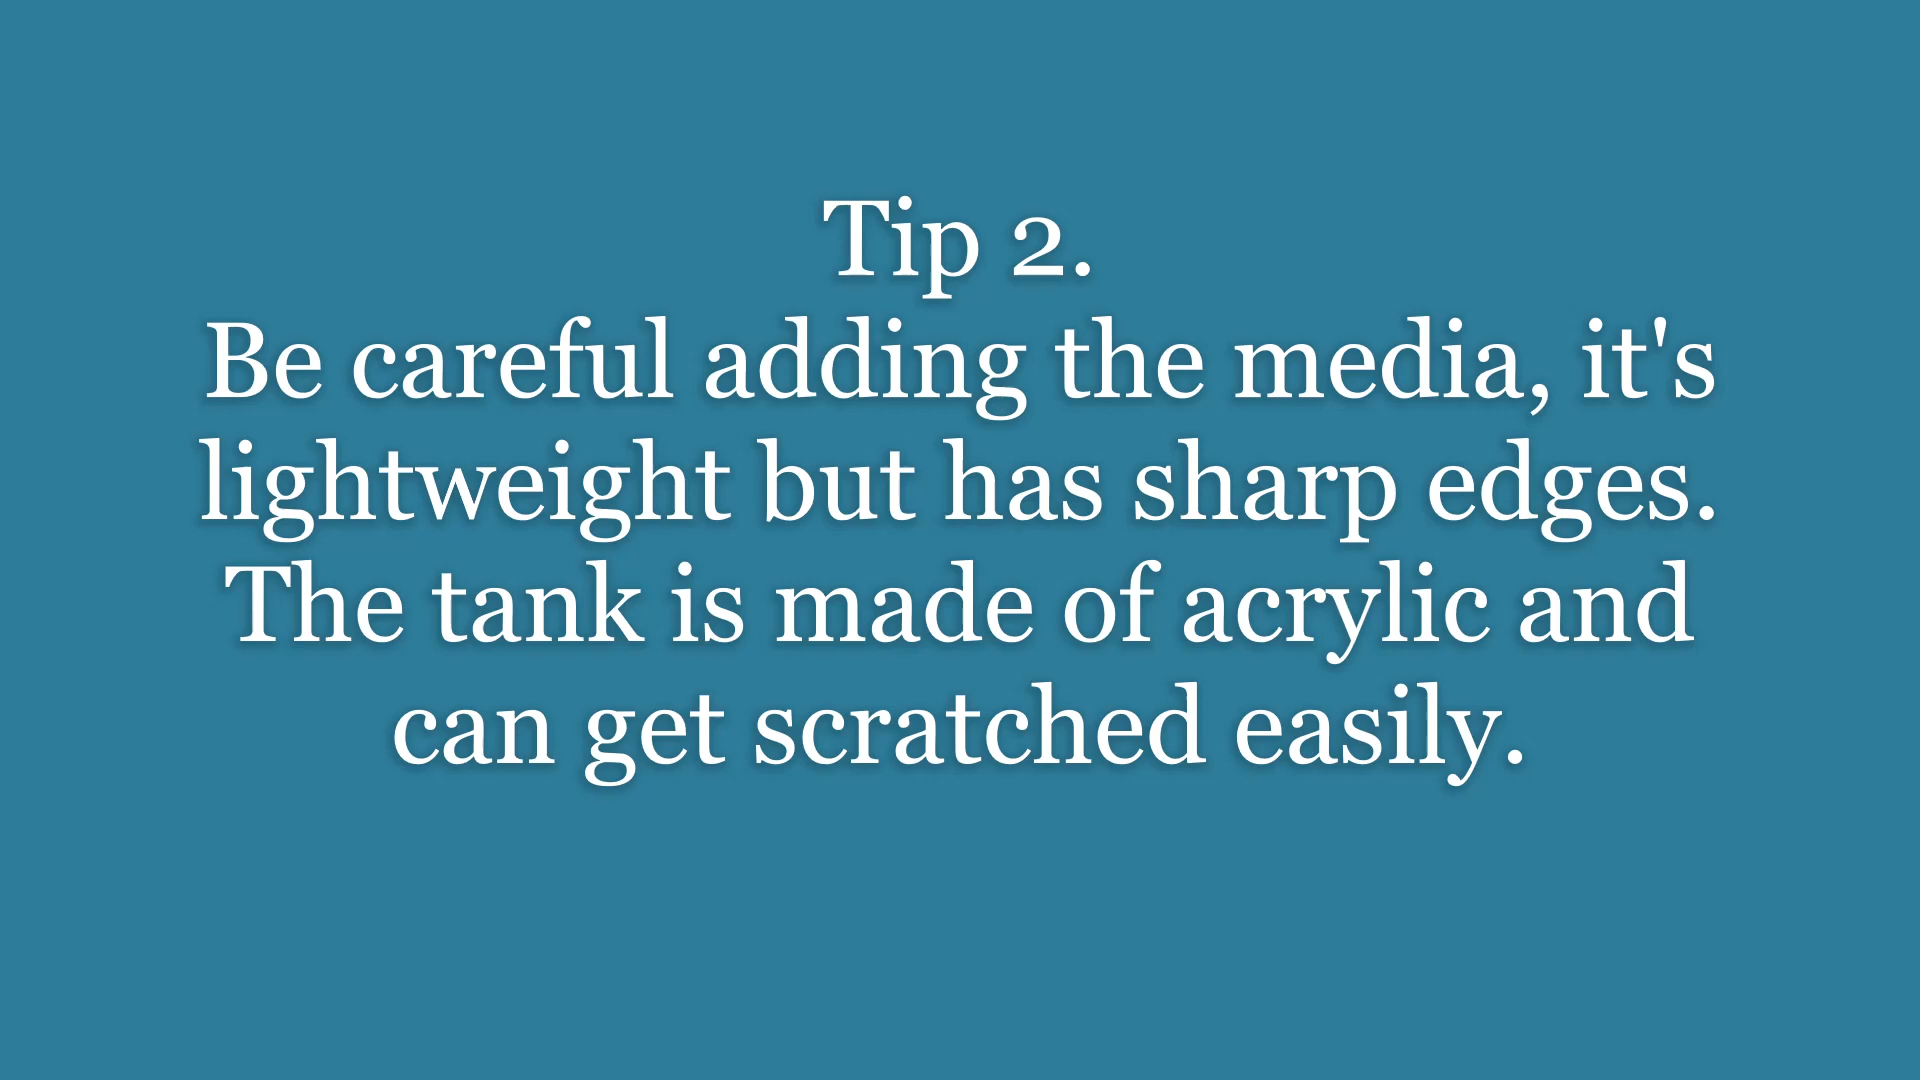 Tip 2.
Be careful adding the media, it's
lightweight but has sharp edges.
The tank is made of acrylic and
can get scratched easily.